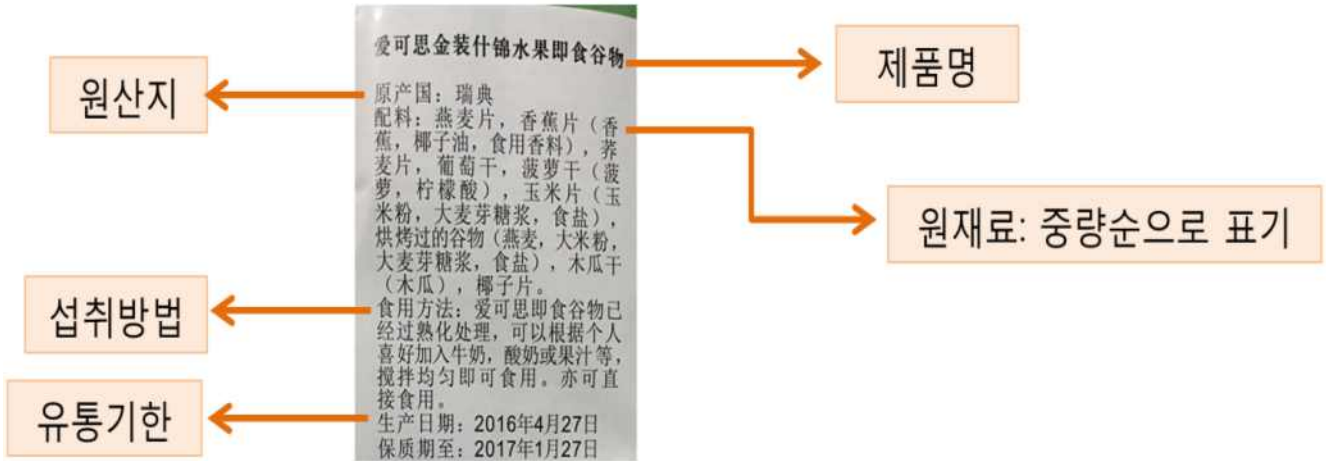 爱可思金装什锦水果即食谷物
제품명
원산지
原产国：瑞典
配料：燕麦片，香蕉片（香
蕉，椰子油，食用香料），荞
麦片，葡萄干，菠萝干（菠
萝，柠檬酸），玉米片（玉
米粉，大麦芽糖浆，食盐），
烘烤过的谷物（燕麦，大米粉，
大麦芽糖浆，食盐），木瓜干
（木瓜），椰子片。
원재료: 중량순으로 표기
섭취방법
食用方法：爱可思即食谷物已
经过熟化处理，可以根据个人
喜好加入牛奶，酸奶或果汁等，
搅拌均匀即可食用。亦可直
接食用。
유통기한
生产日期：2016年4月27日
保质期至：2017年1月27日